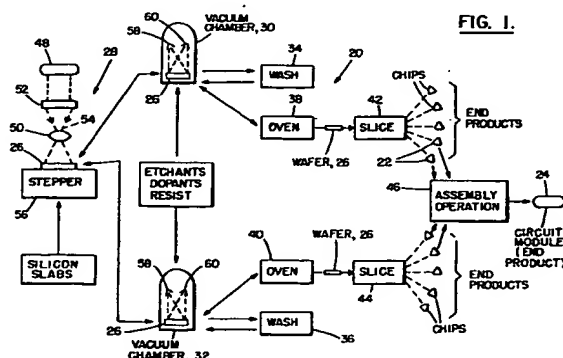 FIG. 1.
VACUUM
CHAMBER, 30
60
58
26
48
28
52
54
50
26
STEPPER
56
SILICON
SLABS
34
WASH
20
38
OVEN
WAFER, 26
42
SLICE
CHIPS
22
END
PRODUCTS
ETCHANTS
DOPANTS
RESIST
46
ASSEMBLY
OPERATION
24
CIRCUIT
MODULE
(END
PRODUCT)
58
60
26
VACUUM
CHAMBER, 32
40
OVEN
WAFER, 26
SLICE
44
WASH
36
END
PRODUCTS
CHIPS